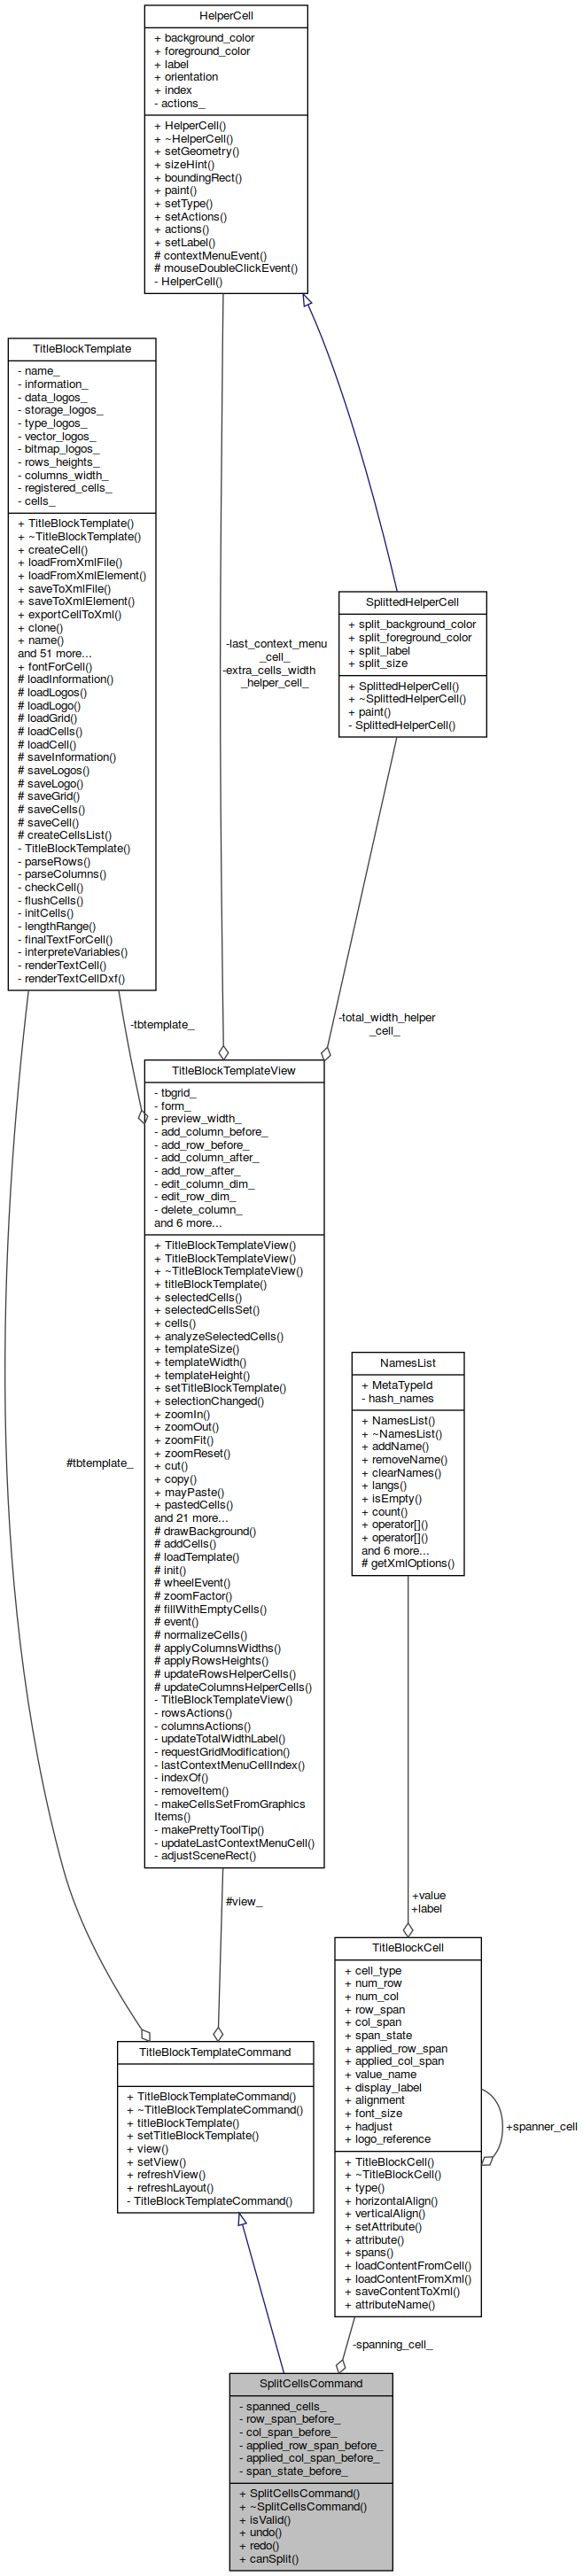 HelperCell
+ background_color
+ foreground_color
+ label
+ orientation
+ index
- actions_
+ HelperCell()
+ ~HelperCell()
+ setGeometry()
+ sizeHint()
+ boundingRect()
+ paint()
+ setType()
+ setActions()
+ actions()
+ setLabel()
# contextMenuEvent()
# mouseDoubleClickEvent()
- HelperCell()
TitleBlockTemplate
- name_
- information_
- data_logos_
- storage_logos_
- type_logos_
- vector_logos_
- bitmap_logos_
- rows_heights_
- columns_width_
- registered_cells_
- cells_
+ TitleBlockTemplate()
+ ~TitleBlockTemplate()
+ createCell()
+ loadFromXmlFile()
+ loadFromXmlElement()
+ saveToXmlFile()
+ saveToXmlElement()
+ exportCellToXml()
+ clone()
+ name()
and 51 more...
+ fontForCell()
# loadInformation()
# loadLogos()
# loadLogo()
# loadGrid()
# loadCells()
# loadCell()
# saveInformation()
# saveLogos()
# saveLogo()
# saveGrid()
# saveCells()
# saveCell()
# createCellsList()
- TitleBlockTemplate()
- parseRows()
- parseColumns()
- checkCell()
- flushCells()
- initCells()
- lengthRange()
- finalTextForCell()
- interpreteVariables()
- renderTextCell()
- renderTextCellDxf()
-last_context_menu
_cell_
-extra_cells_width
_helper_cell_
SplittedHelperCell
+ split_background_color
+ split_foreground_color
+ split_label
+ split_size
+ SplittedHelperCell()
+ ~SplittedHelperCell()
+ paint()
- SplittedHelperCell()
-tbtemplate_
-total_width_helper
_cell_
TitleBlockTemplateView
- tbgrid_
- form_
- preview_width_
- add_column_before_
- add_row_before_
- add_column_after_
- add_row_after_
- edit_column_dim_
- edit_row_dim_
- delete_column_
and 6 more...
+ TitleBlockTemplateView()
+ TitleBlockTemplateView()
+ ~TitleBlockTemplateView()
+ titleBlockTemplate()
+ selectedCells()
+ selectedCellsSet()
+ cells()
+ analyzeSelectedCells()
+ templateSize()
+ templateWidth()
+ templateHeight()
+ setTitleBlockTemplate()
+ selectionChanged()
+ zoomIn()
+ zoomOut()
+ zoomFit()
+ zoomReset()
+ cut()
+ copy()
+ mayPaste()
+ pastedCells()
and 21 more...
# drawBackground()
# addCells()
# loadTemplate()
# init()
# wheelEvent()
# zoomFactor()
# fillWithEmptyCells()
# event()
# normalizeCells()
# applyColumnsWidths()
# applyRowsHeights()
# updateRowsHelperCells()
# updateColumnsHelperCells()
- TitleBlockTemplateView()
- rowsActions()
- columnsActions()
- updateTotalWidthLabel()
- requestGridModification()
- lastContextMenuCellIndex()
- indexOf()
- removeItem()
- makeCellsSetFromGraphics
Items()
- makePrettyToolTip()
- updateLastContextMenuCell()
- adjustSceneRect()
#tbtemplate_
NamesList
+ MetaTypeId
- hash_names
+ NamesList()
+ ~NamesList()
+ addName()
+ removeName()
+ clearNames()
+ langs()
+ isEmpty()
+ count()
+ operator[]()
+ operator[]()
and 6 more...
# getXmlOptions()
#view_
+value
+label
TitleBlockCell
+ cell_type
+ num_row
+ num_col
+ row_span
+ col_span
+ span_state
+ applied_row_span
+ applied_col_span
+ value_name
+ display_label
+ alignment
+ font_size
+ hadjust
+ logo_reference
+ TitleBlockCell()
+ ~TitleBlockCell()
+ type()
+ horizontalAlign()
+ verticalAlign()
+ setAttribute()
+ attribute()
+ spans()
+ loadContentFromCell()
+ loadContentFromXml()
+ saveContentToXml()
+ attributeName()
+spanner_cell
TitleBlockTemplateCommand
+ TitleBlockTemplateCommand()
+ ~TitleBlockTemplateCommand()
+ titleBlockTemplate()
+ setTitleBlockTemplate()
+ view()
+ setView()
+ refreshView()
+ refreshLayout()
- TitleBlockTemplateCommand()
-spanning_cell_
SplitCellsCommand
- spanned_cells_
- row_span_before_
- col_span_before_
- applied_row_span_before_
- applied_col_span_before_
- span_state_before_
+ SplitCellsCommand()
+ ~SplitCellsCommand()
+ isValid()
+ undo()
+ redo()
+ canSplit()